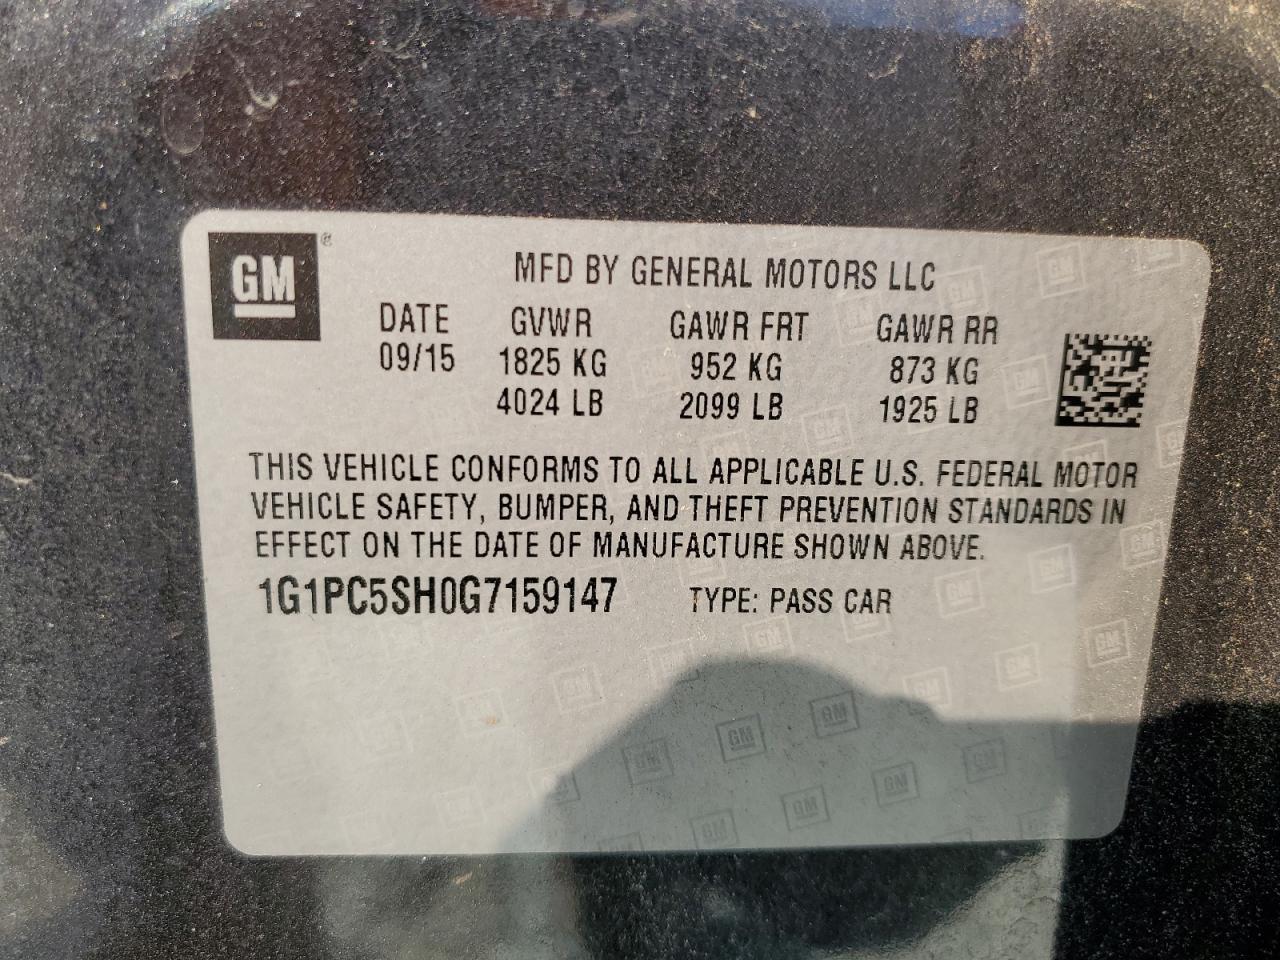 GM®
MFD BY GENERAL MOTORS LLC
DATE GVWR GAWR FRT GAWR RR
09/15 1825 KG 952 KG 873 KG
4024 LB 2099 LB 1925 LB
THIS VEHICLE CONFORMS TO ALL APPLICABLE U.S. FEDERAL MOTOR
VEHICLE SAFETY, BUMPER, AND THEFT PREVENTION STANDARDS IN
EFFECT ON THE DATE OF MANUFACTURE SHOWN ABOVE.
1G1PC5SH0G7159147 TYPE: PASS CAR